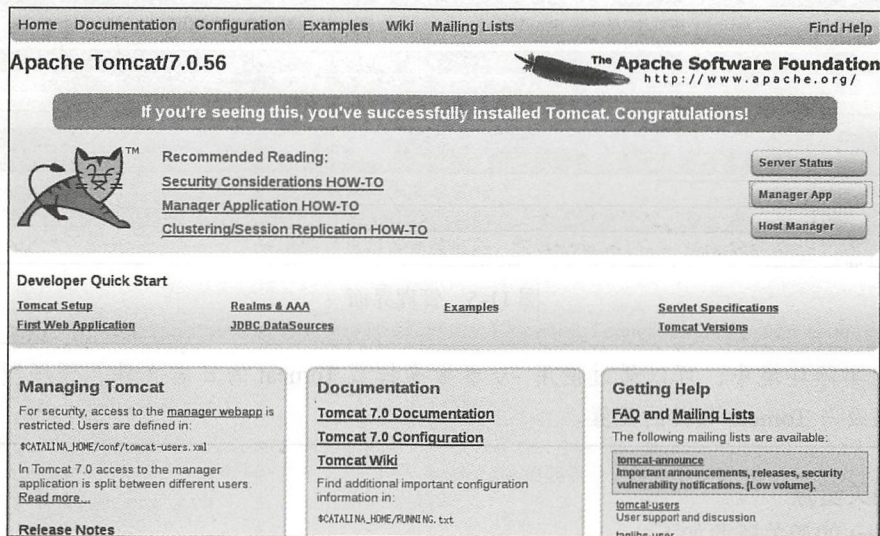 Home Documentation Configuration Examples Wiki Mailing Lists Find Help
Apache Tomcat/7.0.56
The Apache Software Foundation
http://www.apache.org/
If you're seeing this, you've successfully installed Tomcat. Congratulations!
TM
Recommended Reading:
Security Considerations HOW-TO
Manager Application HOW-TO
Clustering/Session Replication HOW-TO
Server Status
Manager App
Host Manager
Developer Quick Start
Tomcat Setup
First Web Application
Realms & AAA
JDBC DataSources
Examples
Servlet Specifications
Tomcat Versions
Managing Tomcat
For security, access to the manager webapp is
restricted. Users are defined in:
$CATALINA_HOME/conf/tomcat-users.xml
In Tomcat 7.0 access to the manager
application is split between different users.
Read more...
Release Notes
Documentation
Tomcat 7.0 Documentation
Tomcat 7.0 Configuration
Tomcat Wiki
Find additional important configuration
information in:
$CATALINA_HOME/RUNNING.txt
Getting Help
FAQ and Mailing Lists
The following mailing lists are available:
tomcat-announce
Important announcements, releases, security
vulnerability notifications. (Low volume).
tomcat-users
User support and discussion